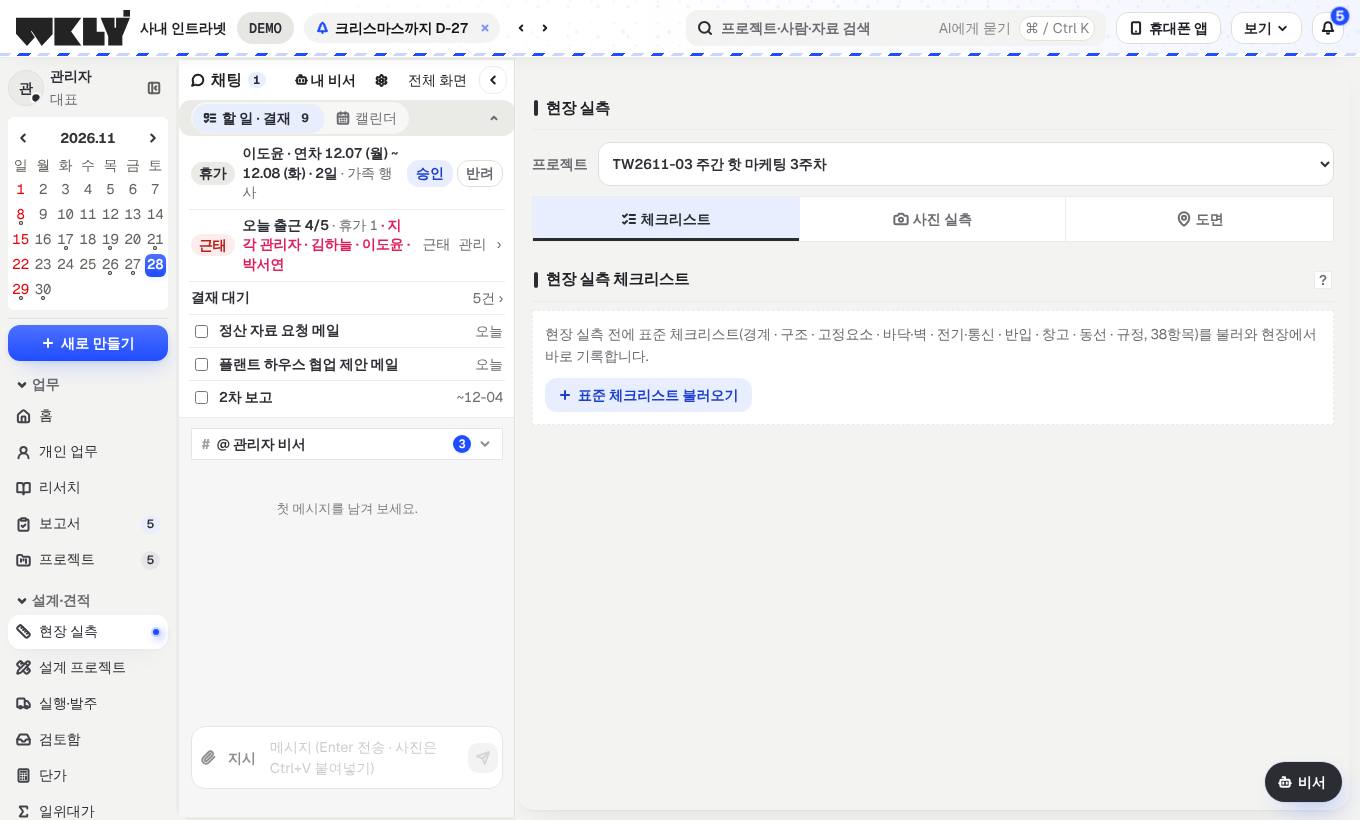 WKLY 사내 인트라넷 DEMO 크리스마스까지 D-27 × ‹ › 프로젝트·사람·자료 검색 AI에게 묻기 ⌘ / Ctrl K 휴대폰 앱 보기 5
관 관리자
대표
2026.11
일 월 화 수 목 금 토
1 2 3 4 5 6 7
8 9 10 11 12 13 14
15 16 17 18 19 20 21
22 23 24 25 26 27 28
29 30
+ 새로 만들기
업무
홈
개인 업무
리서치
보고서 5
프로젝트 5
설계·견적
현장 실측
설계 프로젝트
실행·발주
검토함
단가
일위대가
채팅 1 내 비서 전체 화면
할 일 · 결재 9 캘린더
휴가 이도윤 · 연차 12.07 (월) ~ 12.08 (화) · 2일 · 가족 행사 승인 반려
근태 오늘 출근 4/5 · 휴가 1 · 지각 관리자 · 김하늘 · 이도윤 · 박서연 근태 관리 ›
결재 대기 5건 ›
정산 자료 요청 메일 오늘
플랜트 하우스 협업 제안 메일 오늘
2차 보고 ~12-04
# @ 관리자 비서 3
첫 메시지를 남겨 보세요.
지시 메시지 (Enter 전송 · 사진은
Ctrl+V 붙여넣기)
현장 실측
프로젝트 TW2611-03 주간 핫 마케팅 3주차
체크리스트 사진 실측 도면
현장 실측 체크리스트 ?
현장 실측 전에 표준 체크리스트(경계 · 구조 · 고정요소 · 바닥·벽 · 전기·통신 · 반입 · 창고 · 동선 · 규정, 38항목)를 불러와 현장에서
바로 기록합니다.
+ 표준 체크리스트 불러오기
비서